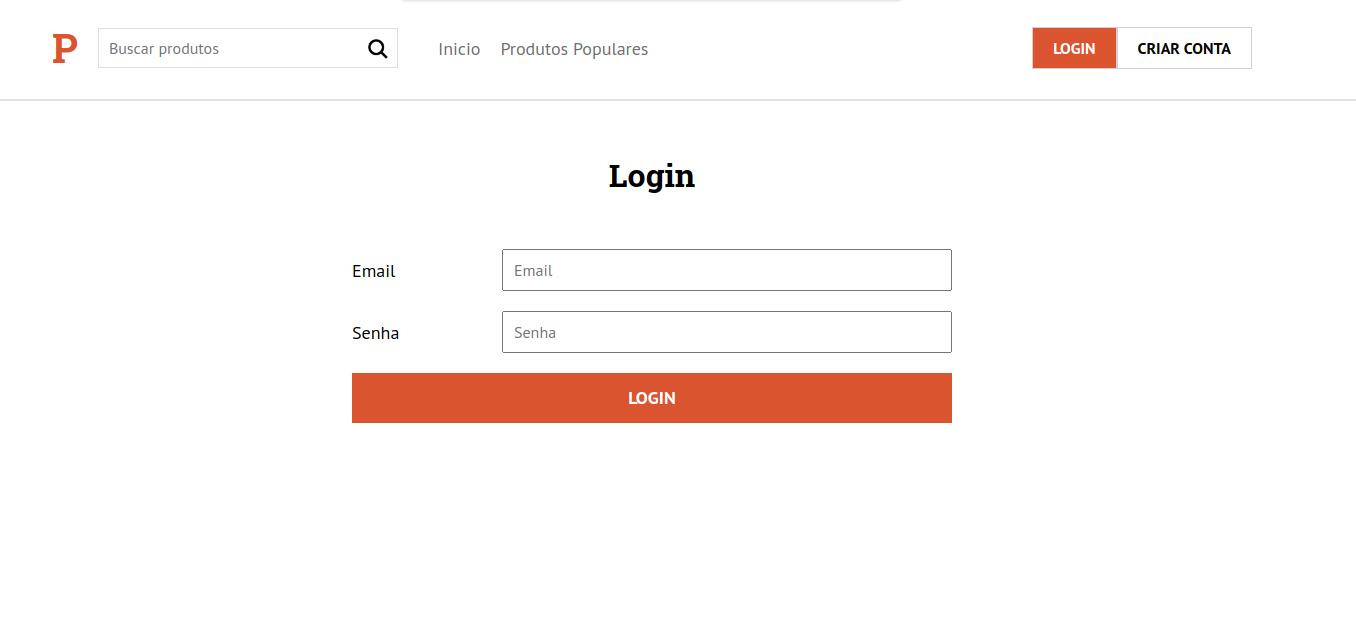 P Buscar produtos Inicio Produtos Populares LOGIN CRIAR CONTA
Login
Email Email
Senha Senha
LOGIN